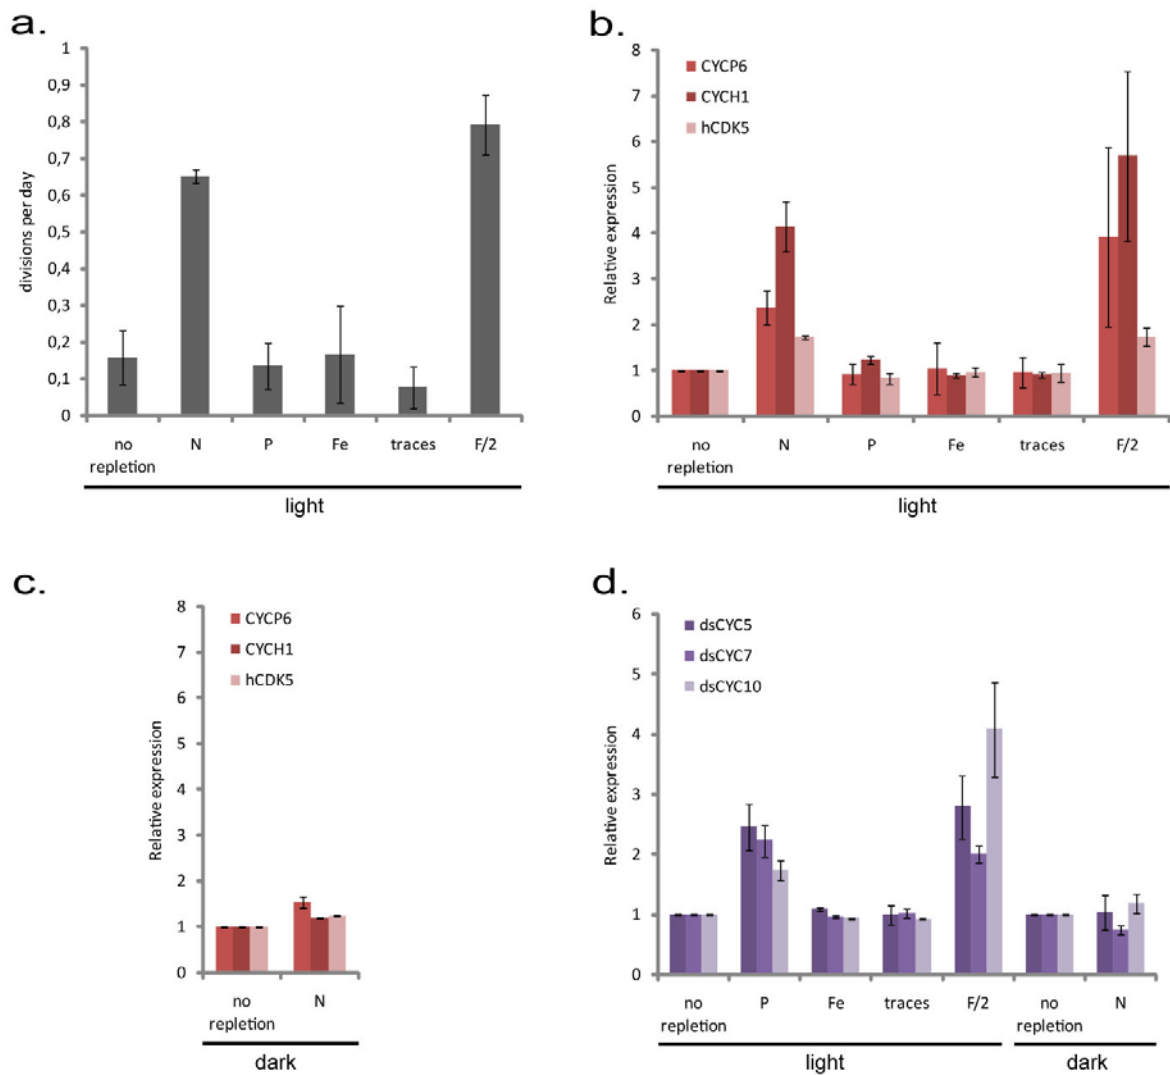 a.
divisions per day
1
0,9
0,8
0,7
0,6
0,5
0,4
0,3
0,2
0,1
0
no repletion
N
P
Fe
traces
F/2
light
b.
Relative expression
8
7
6
5
4
3
2
1
0
CYCP6
CYCH1
hCDK5
no repletion
N
P
Fe
traces
F/2
light
c.
Relative expression
8
7
6
5
4
3
2
1
0
CYCP6
CYCH1
hCDK5
no repletion
N
dark
d.
Relative expression
6
5
4
3
2
1
0
dsCYC5
dsCYC7
dsCYC10
no repletion
P
Fe
traces
F/2
no repletion
N
light
dark